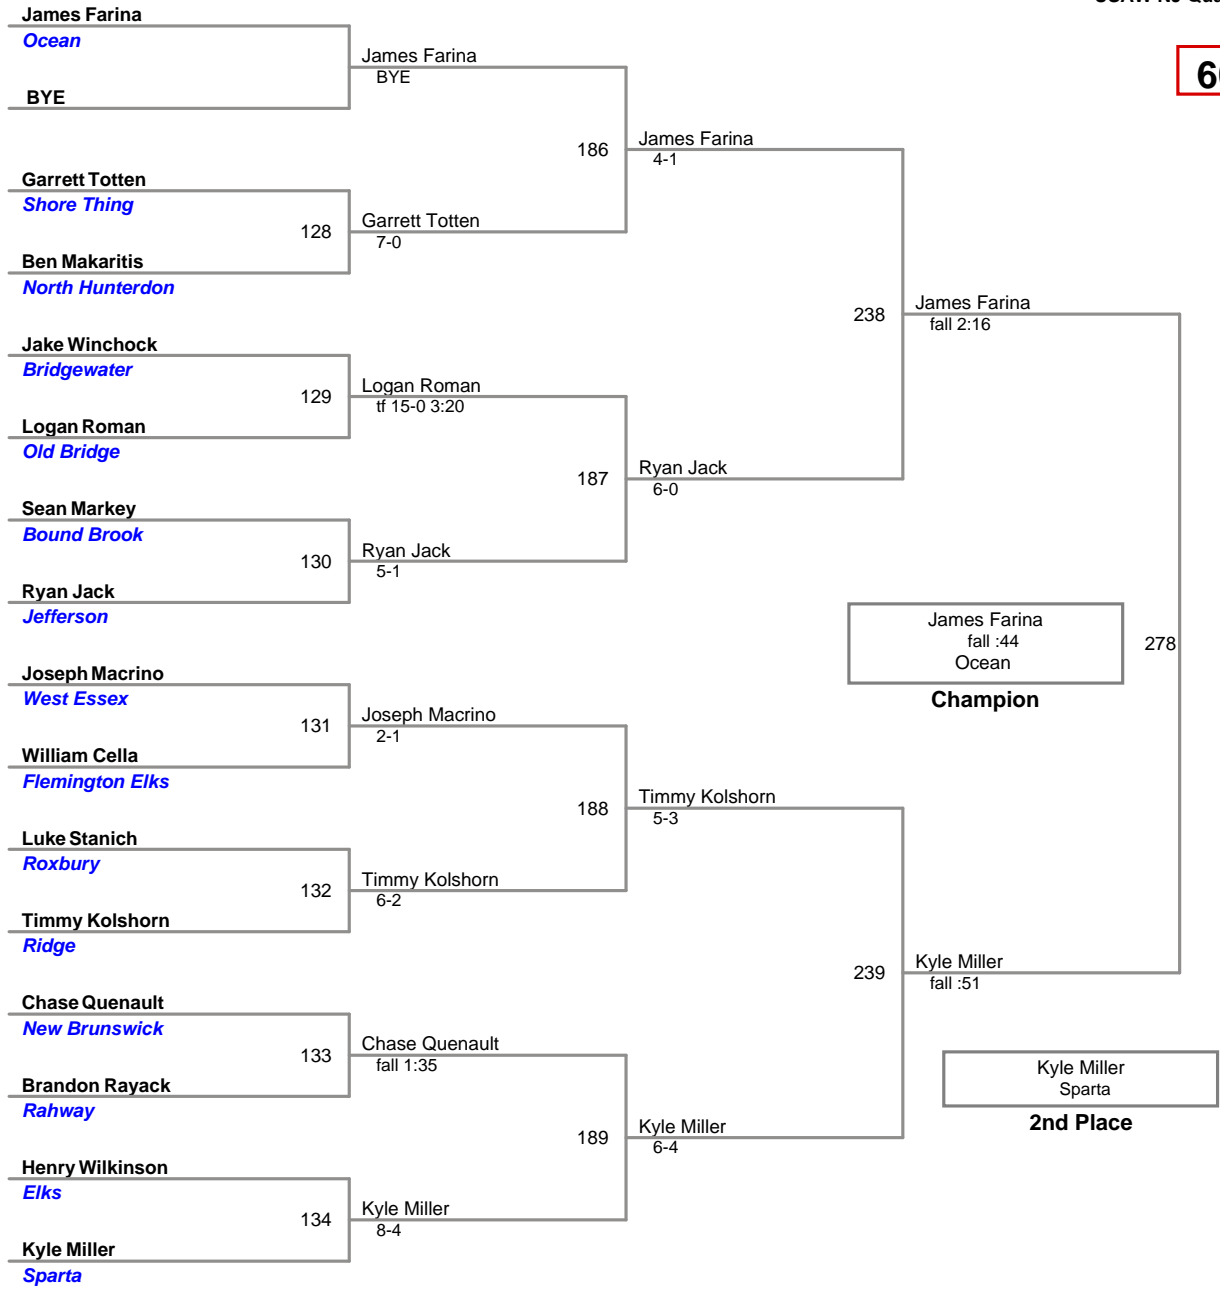 James Farina
Ocean
James Farina
BYE
BYE
186
James Farina
4-1
Garrett Totten
Shore Thing
128
Garrett Totten
7-0
Ben Makaritis
North Hunterdon
238
James Farina
fall 2:16
Jake Winchock
Bridgewater
129
Logan Roman
tf 15-0 3:20
Logan Roman
Old Bridge
187
Ryan Jack
6-0
Sean Markey
Bound Brook
130
Ryan Jack
5-1
Ryan Jack
Jefferson
James Farina
fall :44
Ocean
278
Champion
Joseph Macrino
West Essex
131
Joseph Macrino
2-1
William Cella
Flemington Elks
188
Timmy Kolshorn
5-3
Luke Stanich
Roxbury
132
Timmy Kolshorn
6-2
Timmy Kolshorn
Ridge
239
Kyle Miller
fall :51
Chase Quenault
New Brunswick
133
Chase Quenault
fall 1:35
Brandon Rayack
Rahway
Kyle Miller
Sparta
2nd Place
189
Kyle Miller
6-4
Henry Wilkinson
Elks
134
Kyle Miller
8-4
Kyle Miller
Sparta